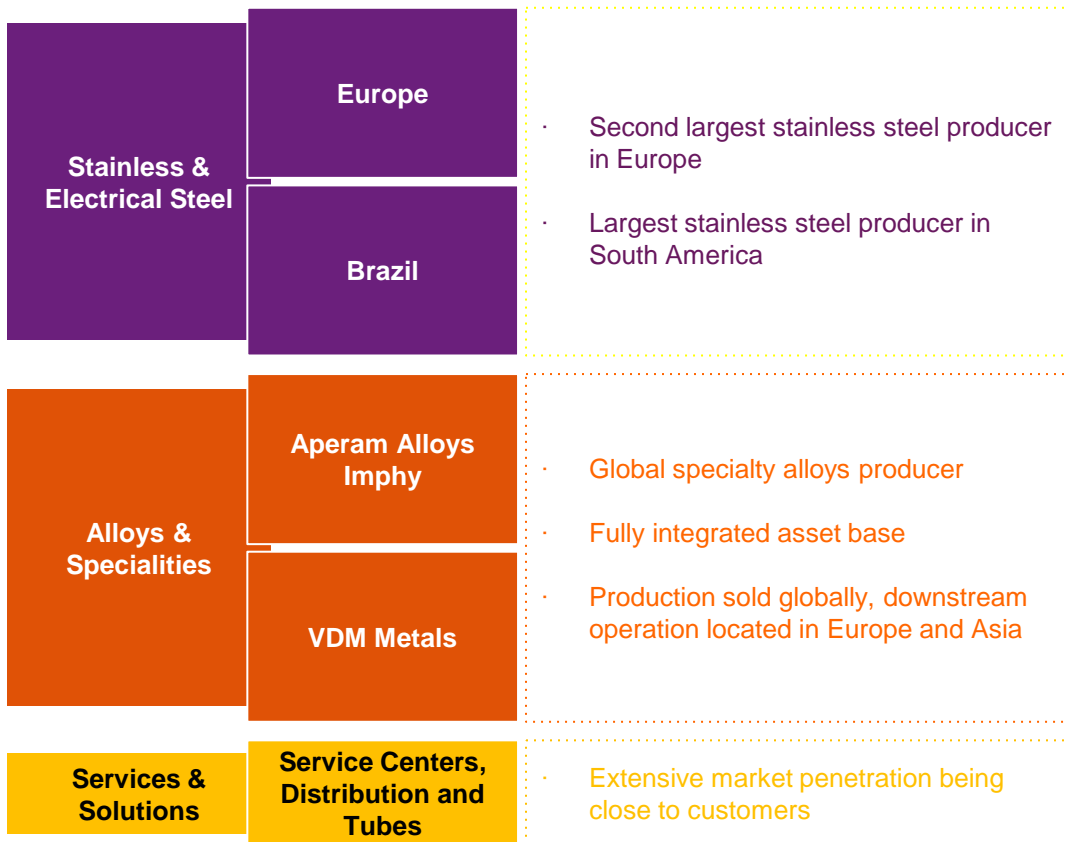 Stainless &
Electrical Steel
Europe
Brazil
· Second largest stainless steel producer
in Europe
· Largest stainless steel producer in
South America
Alloys &
Specialities
Aperam Alloys
Imphy
VDM Metals
· Global specialty alloys producer
· Fully integrated asset base
· Production sold globally, downstream
operation located in Europe and Asia
Services &
Solutions
Service Centers,
Distribution and
Tubes
· Extensive market penetration being
close to customers